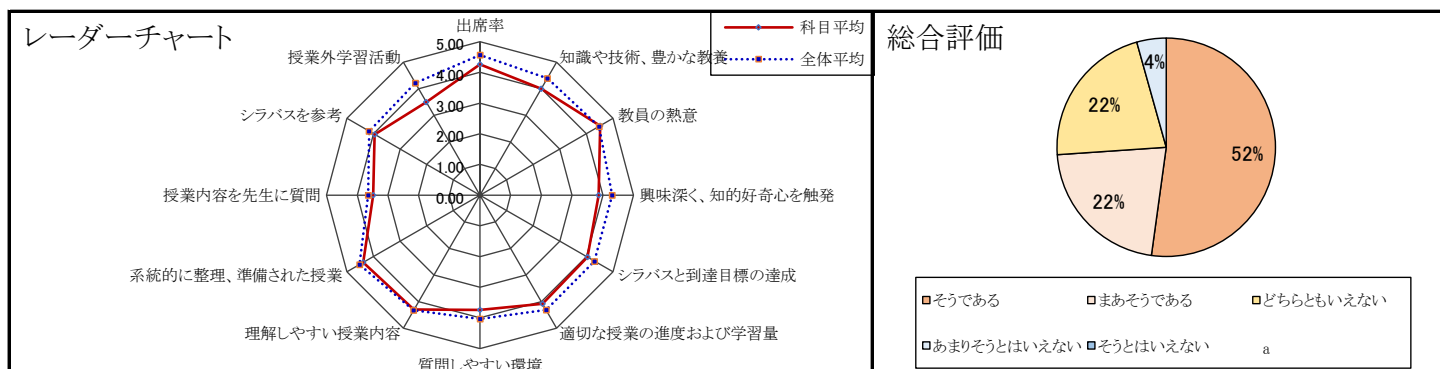 レーダーチャート
科目平均
全体平均
出席率
知識や技術、豊かな教養
教員の熱意
興味深く、知的好奇心を触発
シラバスと到達目標の達成
適切な授業の進度および学習量
質問しやすい環境
理解しやすい授業内容
系統的に整理、準備された授業
授業内容を先生に質問
シラバスを参考
授業外学習活動
5.00
4.00
3.00
2.00
1.00
0.00
総合評価
4%
22%
52%
22%
そうである まあそうである どちらともいえない
あまりそうとはいえない そうとはいえない a